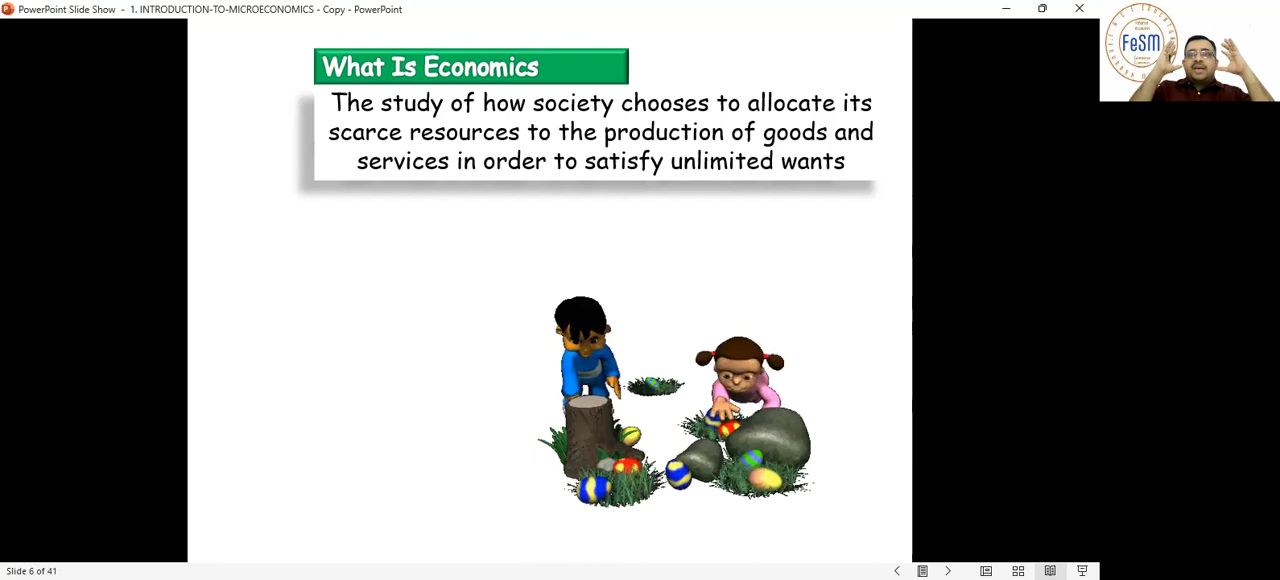 PowerPoint Slide Show - 1. INTRODUCTION-TO-MICROECONOMICS - Copy - PowerPoint
What Is Economics
The study of how society chooses to allocate its
scarce resources to the production of goods and
services in order to satisfy unlimited wants
FeSM
Slide 6 of 41